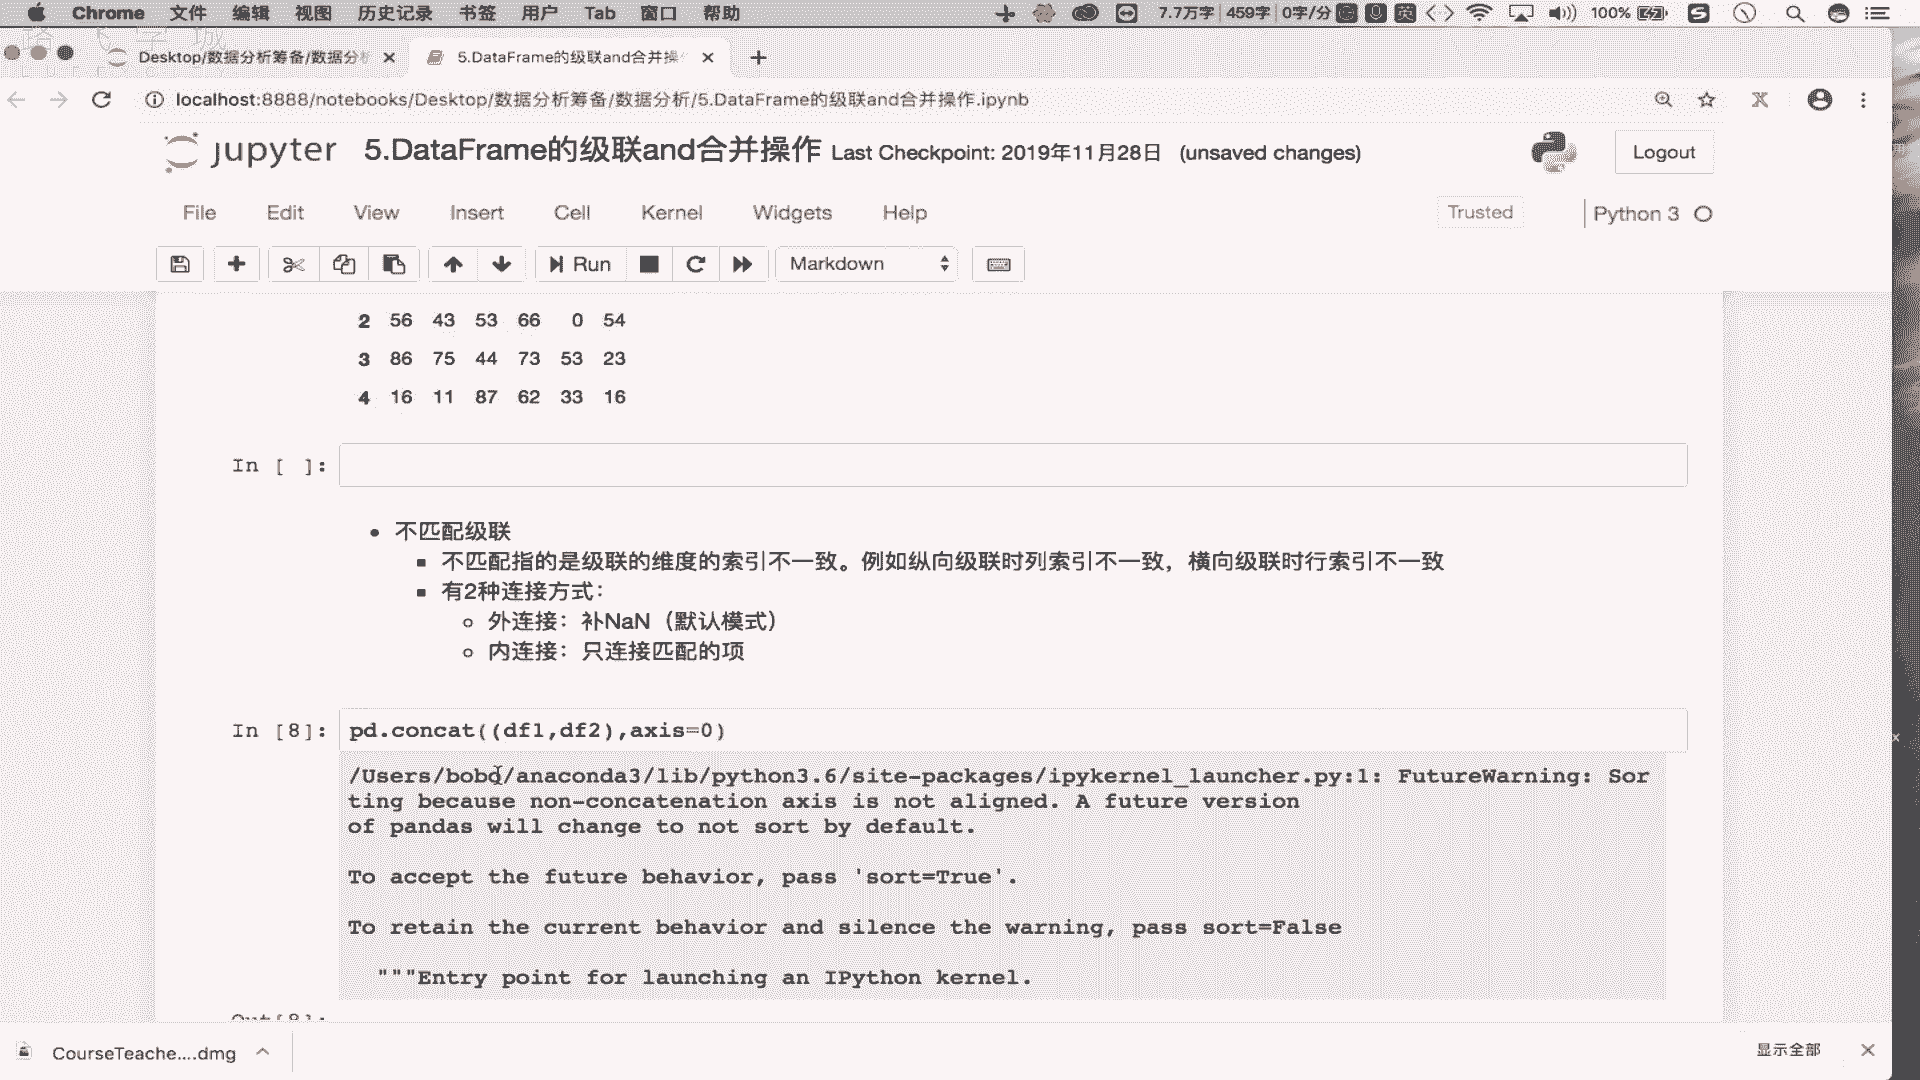 Chrome 文件 编辑 视图 历史记录 书签 用户 Tab 窗口 帮助 7.7万字 459字 0字/分 英 100%
Desktop/数据分析筹备/数据分析 5.DataFrame的级联and合并操
localhost:8888/notebooks/Desktop/数据分析筹备/数据分析/5.DataFrame的级联and合并操作.ipynb
jupyter 5.DataFrame的级联and合并操作 Last Checkpoint: 2019年11月28日 (unsaved changes) Logout
File Edit View Insert Cell Kernel Widgets Help Trusted Python 3
Run Markdown
2 56 43 53 66 0 54
3 86 75 44 73 53 23
4 16 11 87 62 33 16
In [ ]:
不匹配级联
不匹配指的是级联的维度的索引不一致。例如纵向级联时列索引不一致，横向级联时行索引不一致
有2种连接方式：
外连接：补NaN（默认模式）
内连接：只连接匹配的项
In [8]: pd.concat((df1,df2),axis=0)
/Users/bobo/anaconda3/lib/python3.6/site-packages/ipykernel_launcher.py:1: FutureWarning: Sor
ting because non-concatenation axis is not aligned. A future version
of pandas will change to not sort by default.
To accept the future behavior, pass 'sort=True'.
To retain the current behavior and silence the warning, pass sort=False
"""Entry point for launching an IPython kernel.
Out[8]:
CourseTeache....dmg 显示全部